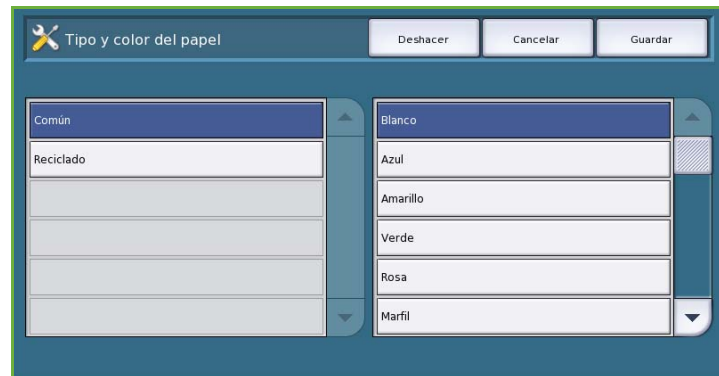 Tipo y color del papel
Deshacer
Cancelar
Guardar
Común
Reciclado
Blanco
Azul
Amarillo
Verde
Rosa
Marfil